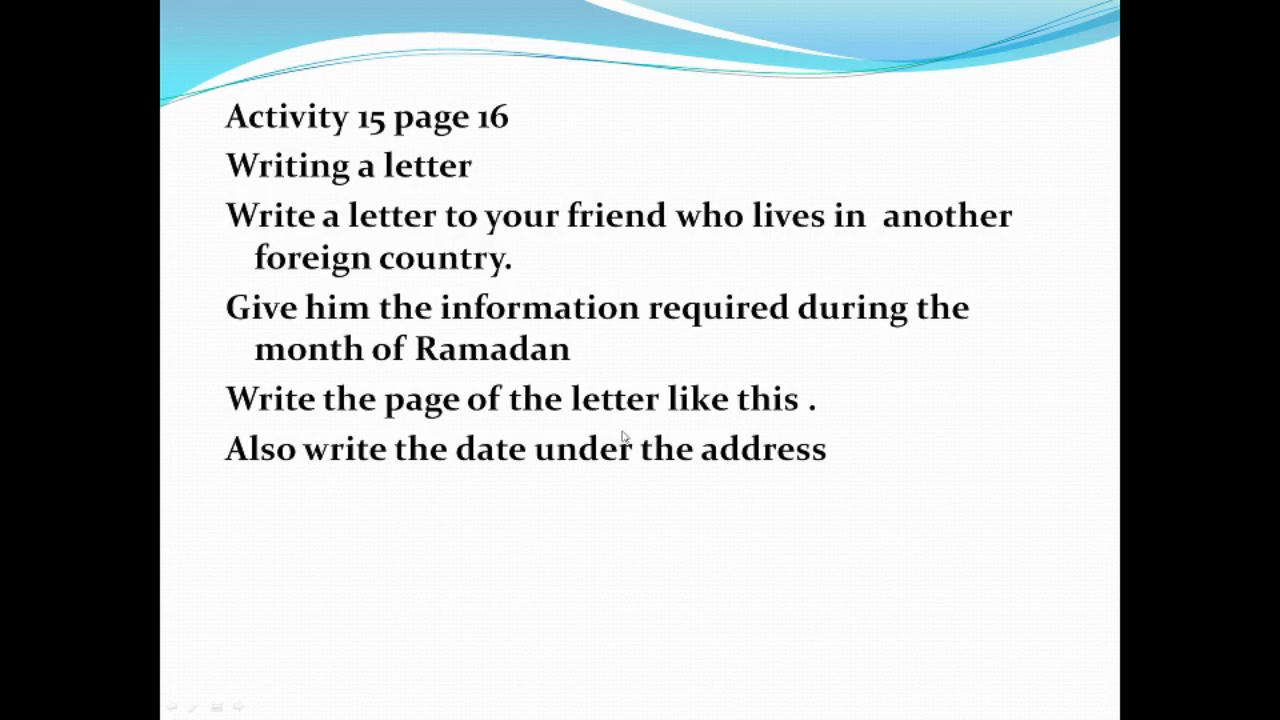 Activity 15 page 16
Writing a letter
Write a letter to your friend who lives in  another
foreign country.
Give him the information required during the
month of Ramadan
Write the page of the letter like this .
Also write the date under the address